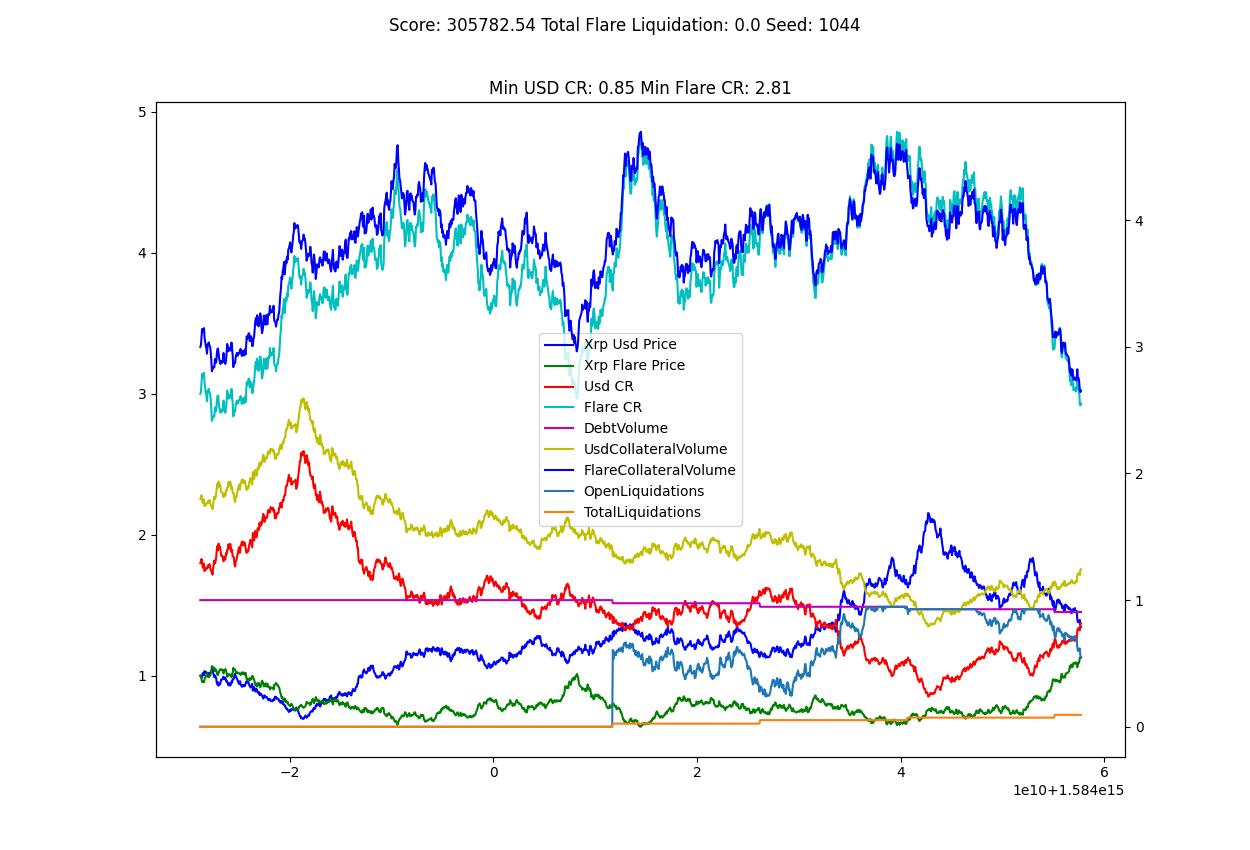 Score: 305782.54 Total Flare Liquidation: 0.0 Seed: 1044
Min USD CR: 0.85 Min Flare CR: 2.81
5
4
3
2
1
4
3
2
1
0
Xrp Usd Price
Xrp Flare Price
Usd CR
Flare CR
DebtVolume
UsdCollateralVolume
FlareCollateralVolume
OpenLiquidations
TotalLiquidations
−2 0 2 4 6
1e10+1.584e15